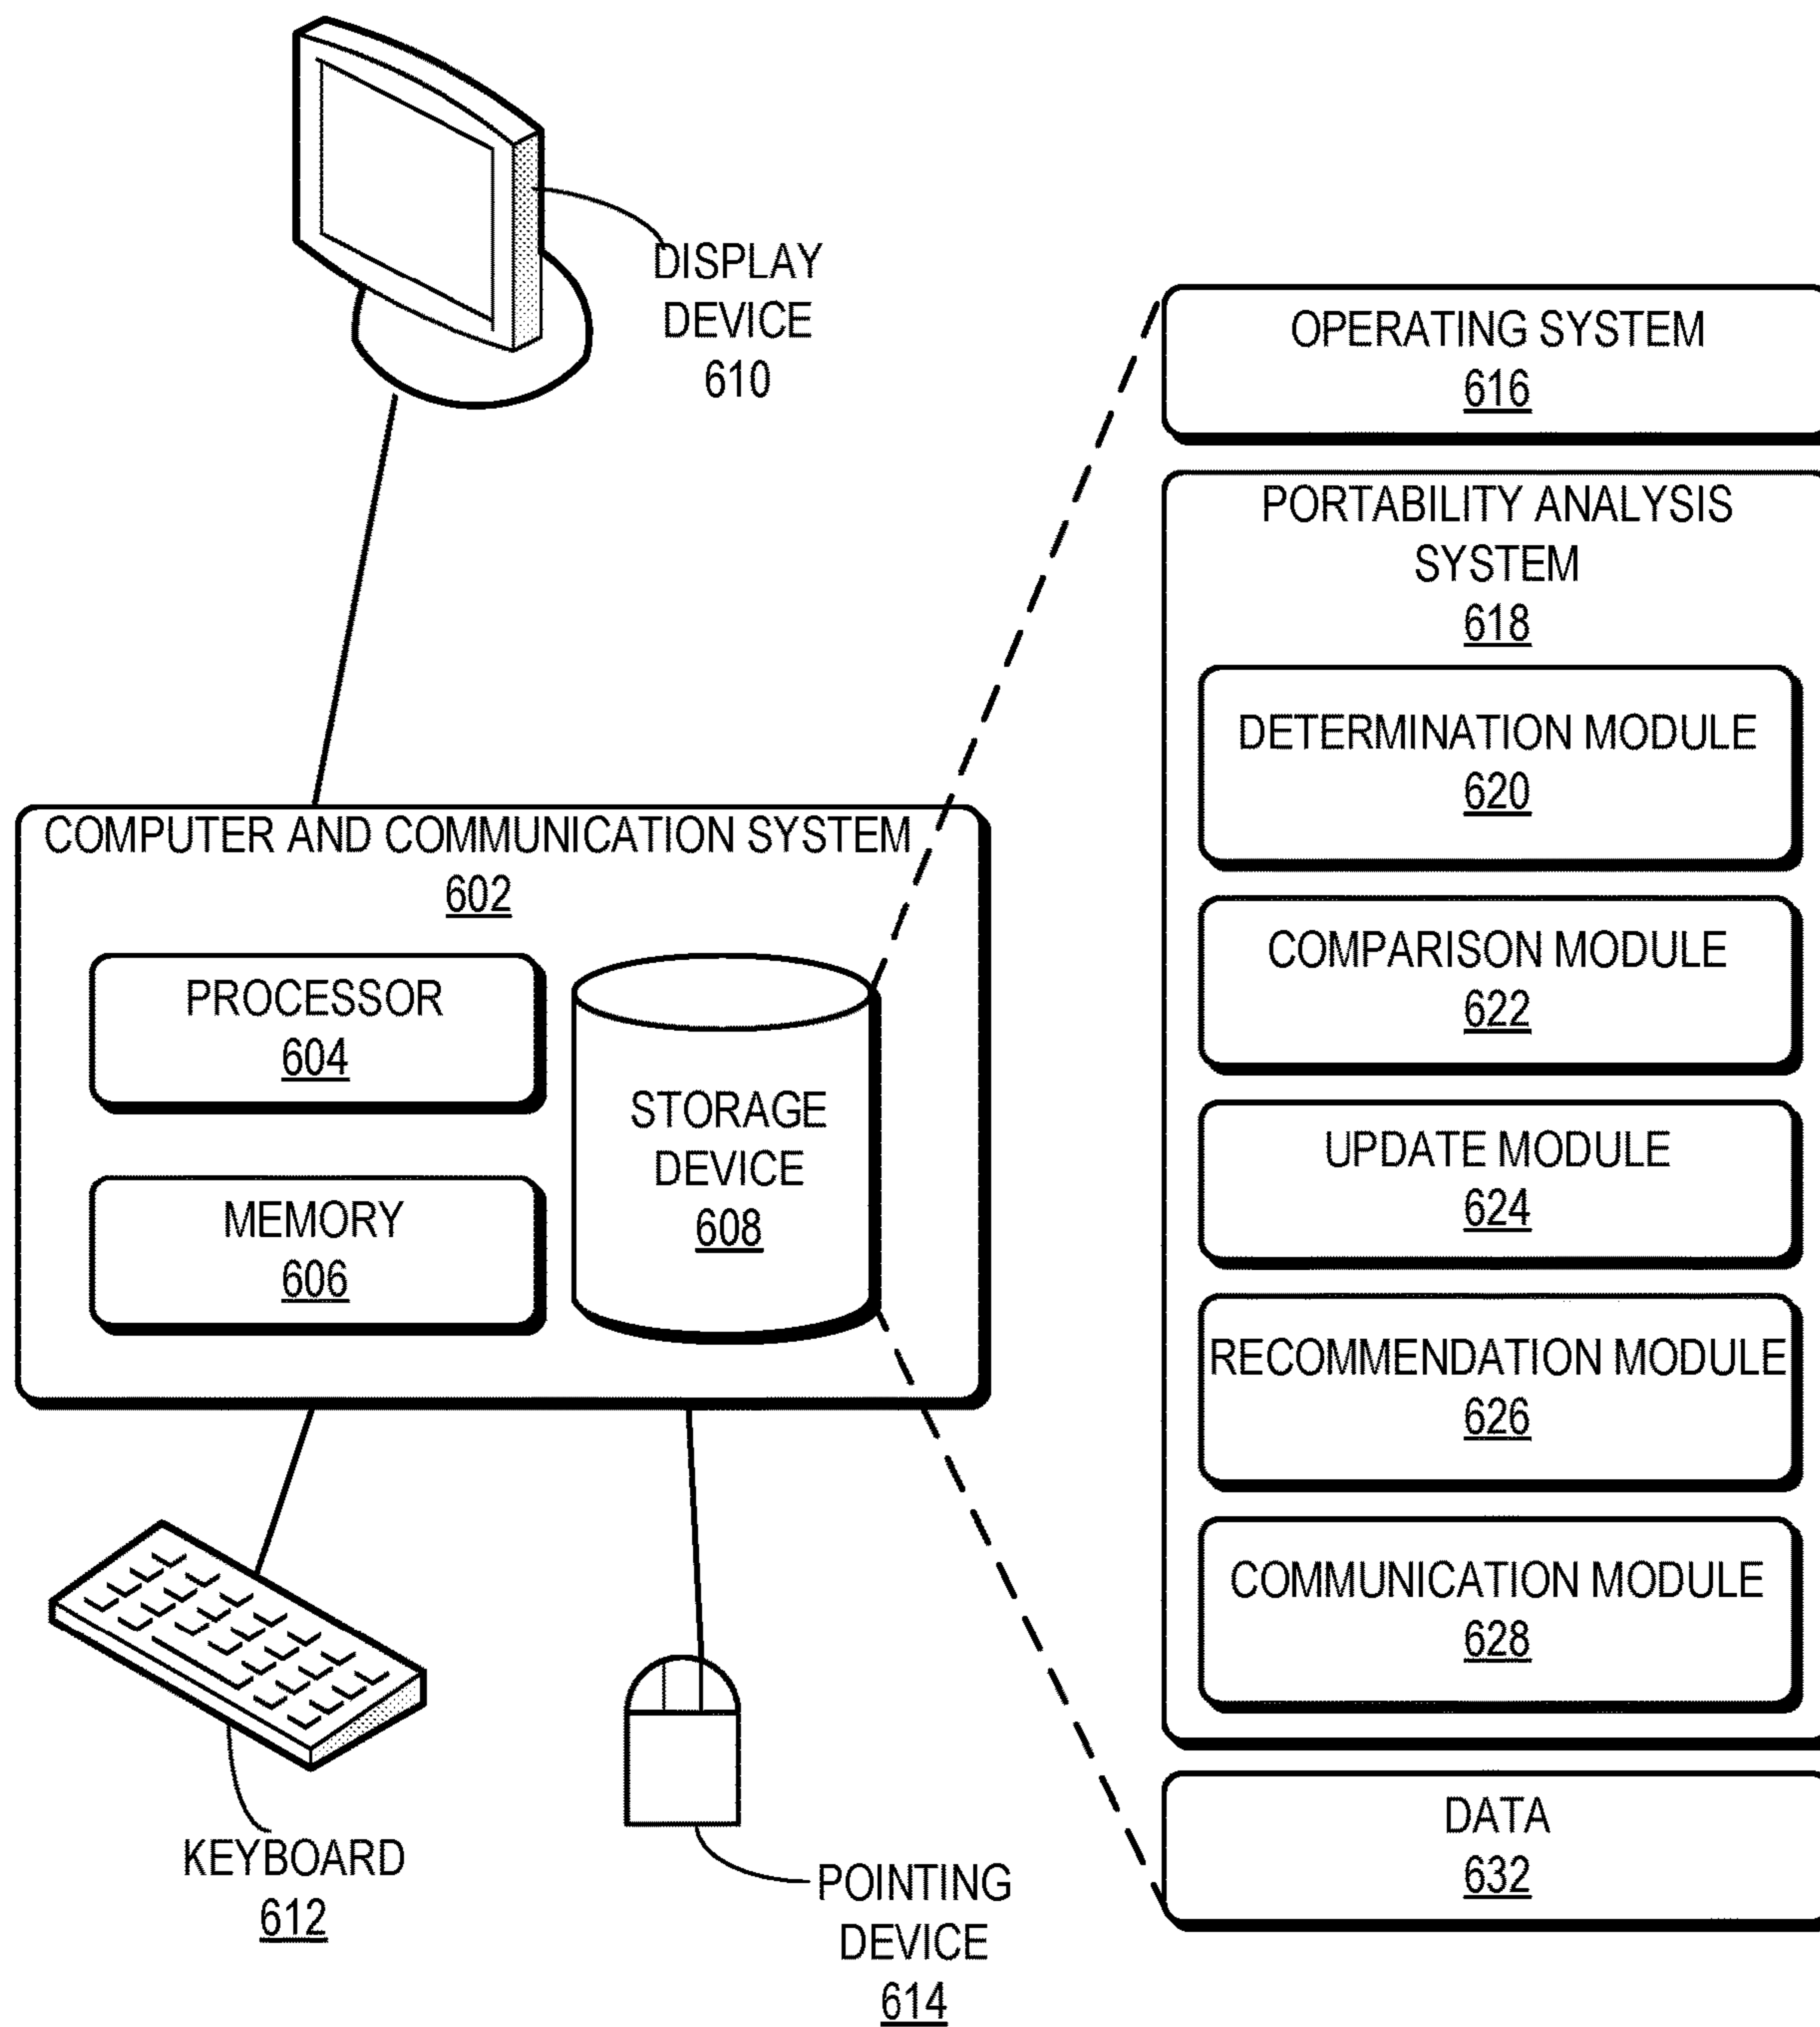 DISPLAY
DEVICE
610
COMPUTER AND COMMUNICATION SYSTEM
602
PROCESSOR
604
MEMORY
606
STORAGE
DEVICE
608
KEYBOARD
612
POINTING
DEVICE
614
OPERATING SYSTEM
616
PORTABILITY ANALYSIS
SYSTEM
618
DETERMINATION MODULE
620
COMPARISON MODULE
622
UPDATE MODULE
624
RECOMMENDATION MODULE
626
COMMUNICATION MODULE
628
DATA
632